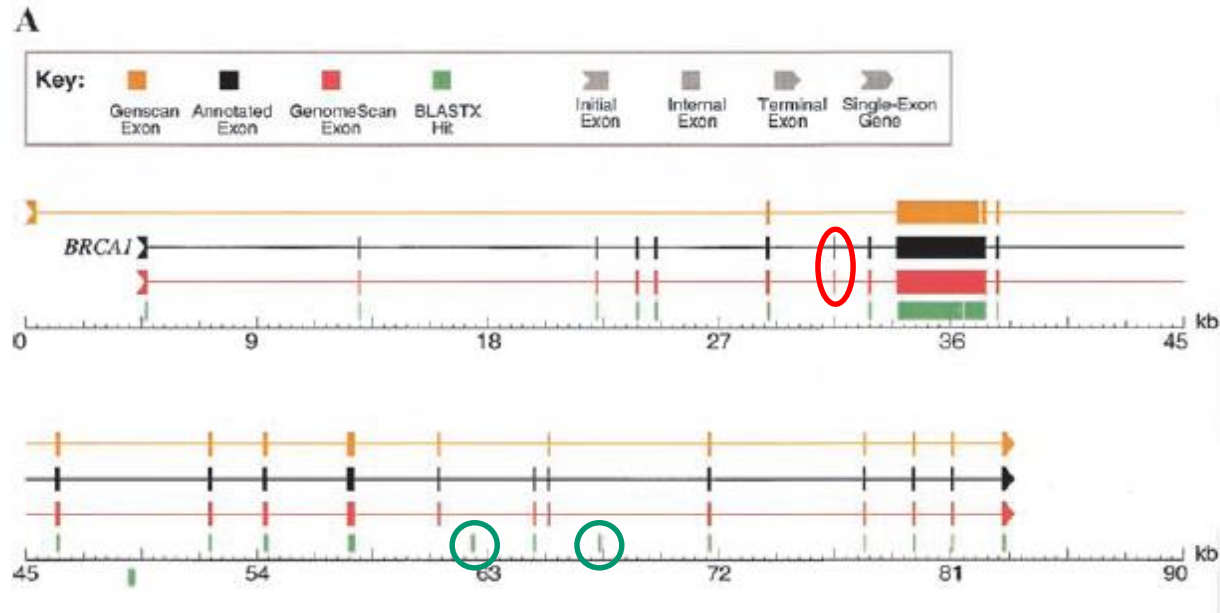 A
Key:
Genscan Exon
Annotated Exon
GenomeScan Exon
BLASTX Hit
Initial Exon
Internal Exon
Terminal Exon
Single-Exon Gene
BRCA1
0 9 18 27 36 45 kb
45 54 63 72 81 90 kb